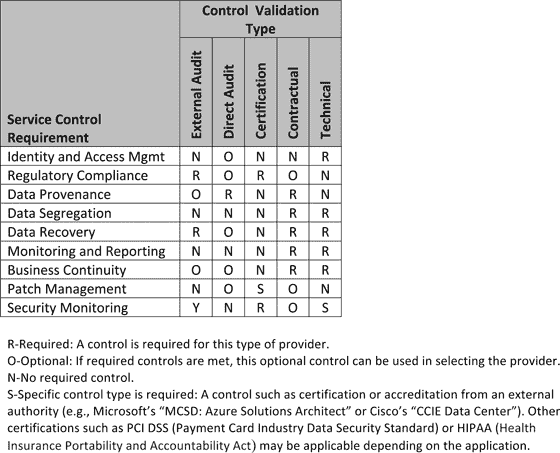 Control Validation
Type
Service Control
Requirement
External Audit
Direct Audit
Certification
Contractual
Technical
Identity and Access Mgmt N O N N R
Regulatory Compliance R O R O N
Data Provenance O R N R N
Data Segregation N N N R R
Data Recovery R O N R R
Monitoring and Reporting N N N R R
Business Continuity O O N R R
Patch Management N O S O N
Security Monitoring Y N R O S
R-Required: A control is required for this type of provider.
O-Optional: If required controls are met, this optional control can be used in selecting the provider.
N-No required control.
S-Specific control type is required: A control such as certification or accreditation from an external
authority (e.g., Microsoft's “MCSD: Azure Solutions Architect” or Cisco's “CCIE Data Center”). Other
certifications such as PCI DSS (Payment Card Industry Data Security Standard) or HIPAA (Health
Insurance Portability and Accountability Act) may be applicable depending on the application.